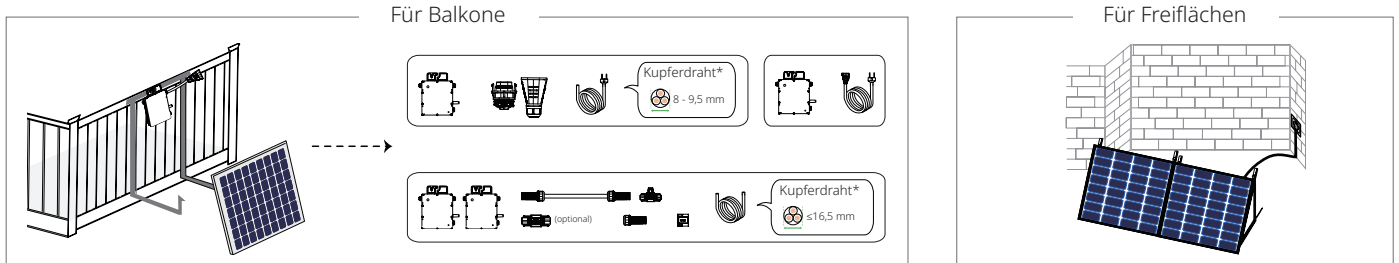 Für Balkone
Kupferdraht*
8 - 9,5 mm
(optional)
Kupferdraht*
≤16,5 mm
Für Freiflächen